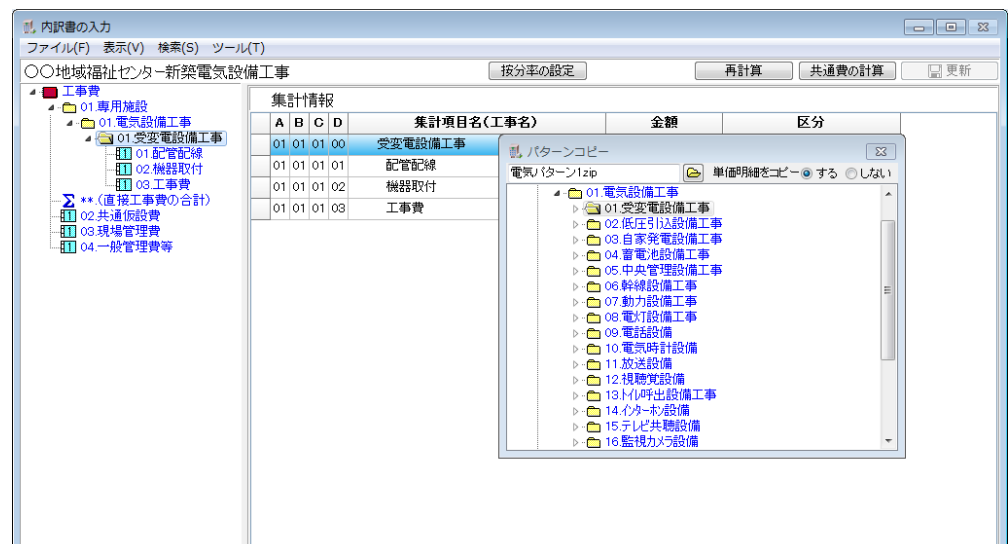 内訳書の入力
ファイル(F) 表示(V) 検索(S) ツール(T)
〇〇地域福祉センター新築電気設備工事 按分率の設定 再計算 共通費の計算 更新
工事費
01.専用施設
01.電気設備工事
01.受変電設備工事
01.配管配線
02.機器取付
03.工事費
Σ **.(直接工事費の合計)
02.共通仮設費
03.現場管理費
04.一般管理費等
集計情報
A B C D 集計項目名(工事名) 金額 区分
01 01 01 00 受変電設備工事
01 01 01 01 配管配線
01 01 01 02 機器取付
01 01 01 03 工事費
パターンコピー
電気パターン1.zip 単価明細をコピー する しない
01.電気設備工事
01.受変電設備工事
02.低圧引込設備工事
03.自家発電設備工事
04.蓄電池設備工事
05.中央管理設備工事
06.幹線設備工事
07.動力設備工事
08.電灯設備工事
09.電話設備
10.電気時計設備
11.放送設備
12.視聴覚設備
13.トイレ呼出設備工事
14.インターホン設備
15.テレビ共聴設備
16.監視カメラ設備